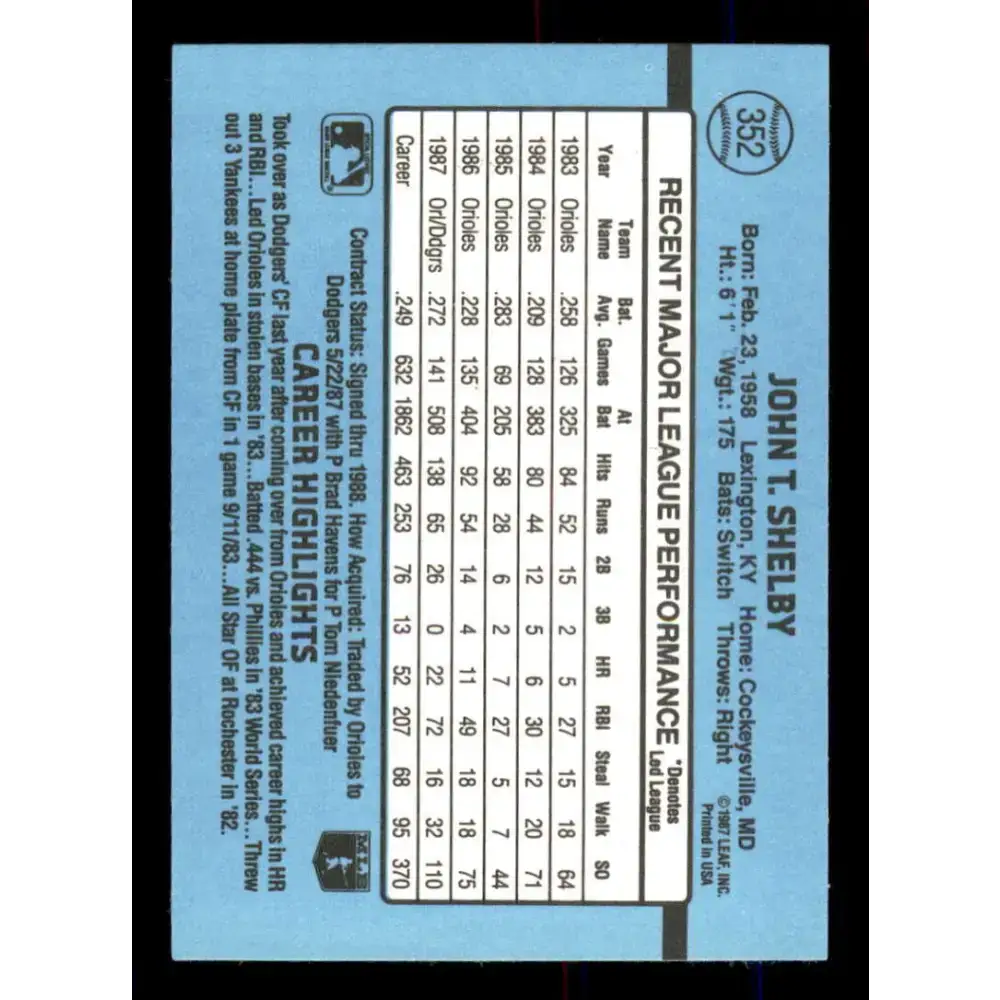 352
JOHN T. SHELBY
Born: Feb. 23, 1958 Lexington, KY Home: Cockeysville, MD
Ht.: 6'1" Wgt.: 175 Bats: Switch Throws: Right
©1987 LEAF, INC.
Printed in USA
RECENT MAJOR LEAGUE PERFORMANCE *Denotes Led League
Year Team Name Bat. Avg. Games At Bat Hits Runs 2B 3B HR RBI Steal Walk SO
1983 Orioles .258 126 325 84 52 15 2 5 27 15 18 64
1984 Orioles .209 128 383 80 44 12 5 6 30 12 20 71
1985 Orioles .283 69 205 58 28 6 2 7 27 5 7 44
1986 Orioles .228 135 404 92 54 14 4 11 49 18 18 75
1987 Orl/Ddgrs .272 141 508 138 65 26 0 22 72 16 32 110
Career .249 632 1862 463 253 76 13 52 207 68 95 370
Contract Status: Signed thru 1988. How Acquired: Traded by Orioles to
Dodgers 5/22/87 with P Brad Havens for P Tom Niedenfuer
MLB
CAREER HIGHLIGHTS
Took over as Dodgers' CF last year after coming over from Orioles and achieved career highs in HR
and RBI...Led Orioles in stolen bases in '83...Batted .444 vs. Phillies in '83 World Series...Threw
out 3 Yankees at home plate from CF in 1 game 9/11/83...All Star OF at Rochester in '82.